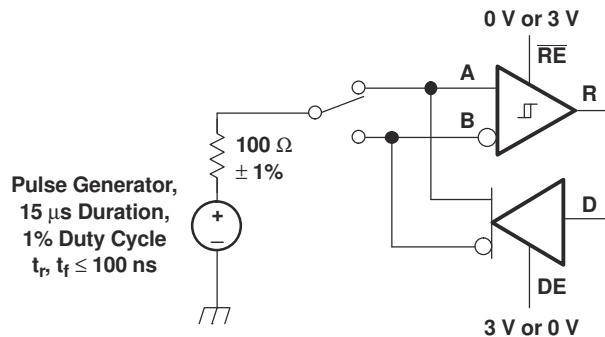 0 V or 3 V
R̅E̅
A
R
B
100 Ω
± 1%
Pulse Generator,
15 μs Duration,
1% Duty Cycle
tr, tf ≤ 100 ns
+
–
D
DE
3 V or 0 V